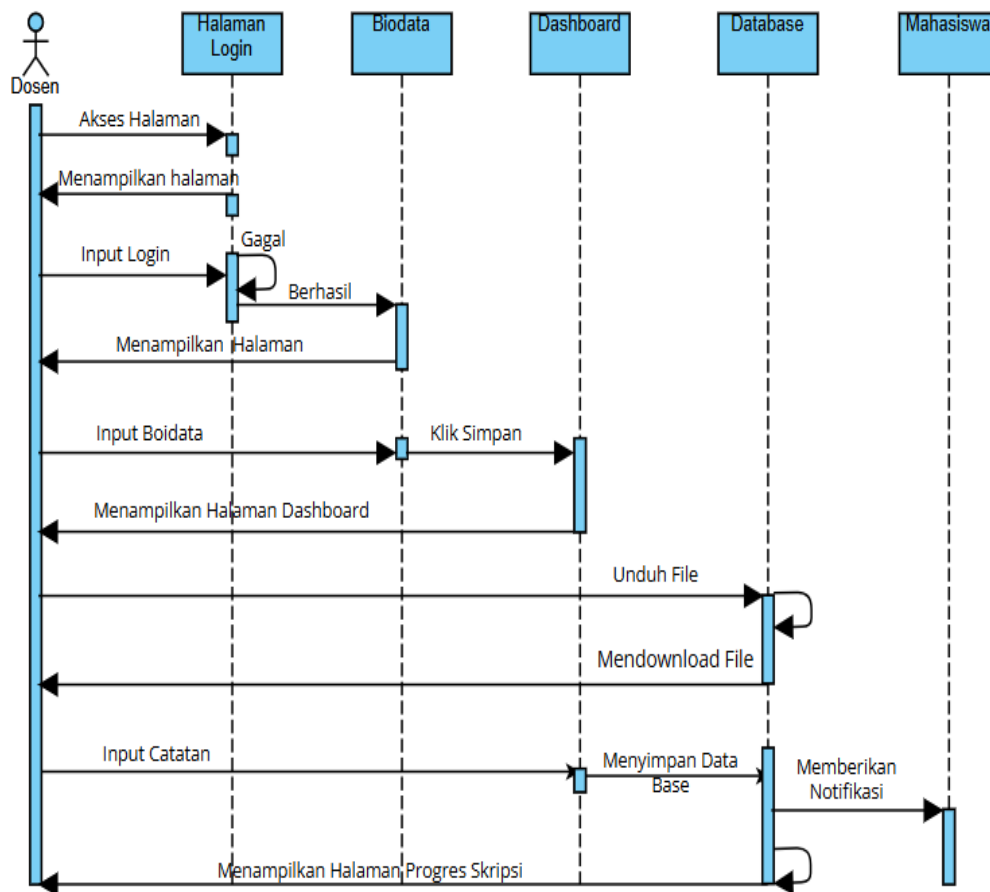 Halaman
Login
Biodata
Dashboard
Database
Mahasiswa
Dosen
Akses Halaman
Menampilkan halaman
Gagal
Input Login
Berhasil
Menampilkan Halaman
Input Boidata
Klik Simpan
Menampilkan Halaman Dashboard
Unduh File
Mendownload File
Input Catatan
Menyimpan Data
Base
Memberikan
Notifikasi
Menampilkan Halaman Progres Skripsi